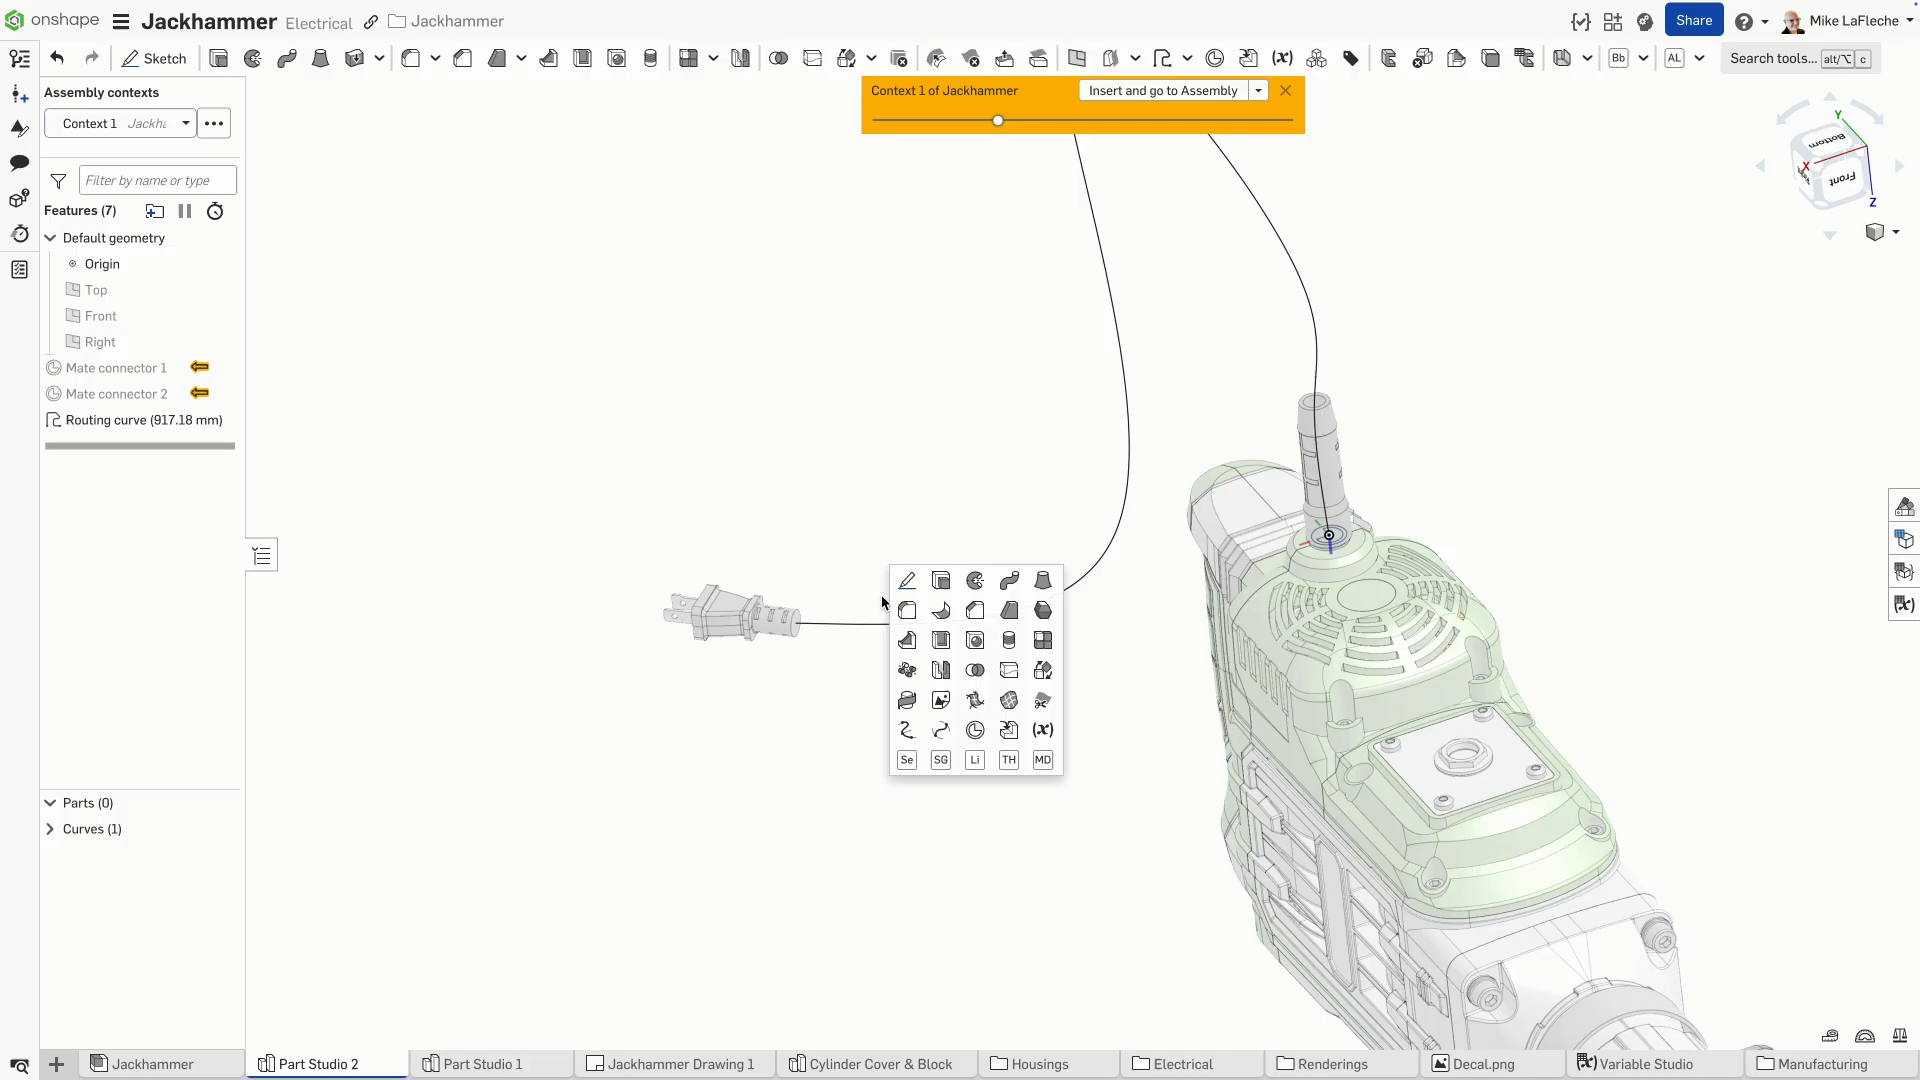 onshape Jackhammer Electrical Jackhammer Share Mike LaFleche
Sketch Bb AL Search tools... alt/⌥ c
Assembly contexts
Context 1 Jackha
Filter by name or type
Features (7)
Default geometry
Origin
Top
Front
Right
Mate connector 1
Mate connector 2
Routing curve (917.18 mm)
Parts (0)
Curves (1)
Context 1 of Jackhammer Insert and go to Assembly
Y
Bottom
X
Front
Z
(x)
Se SG Li TH MD
(x)
Jackhammer Part Studio 2 Part Studio 1 Jackhammer Drawing 1 Cylinder Cover & Block Housings Electrical Renderings Decal.png Variable Studio Manufacturing